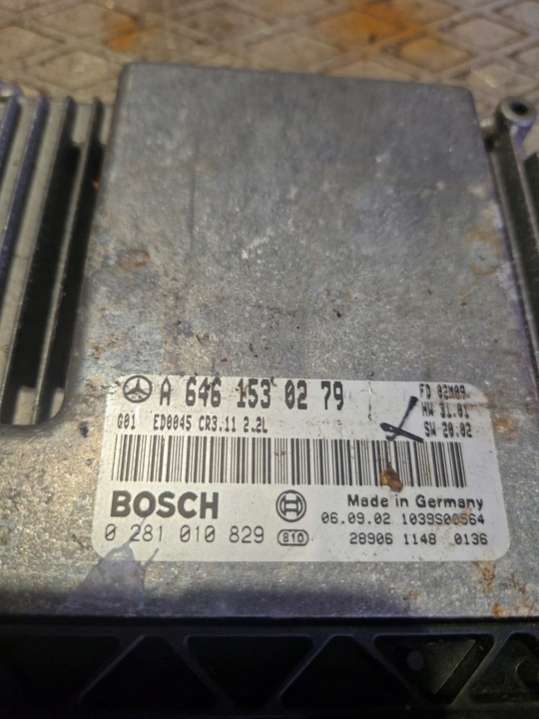 A 646 153 02 79
FD 02M09
HW 31.01
G01 ED0045 CR3.11 2.2L
SW 20.02
BOSCH
Made in Germany
06.09.02 1039S00564
0 281 010 829
810
28906 1148 0136